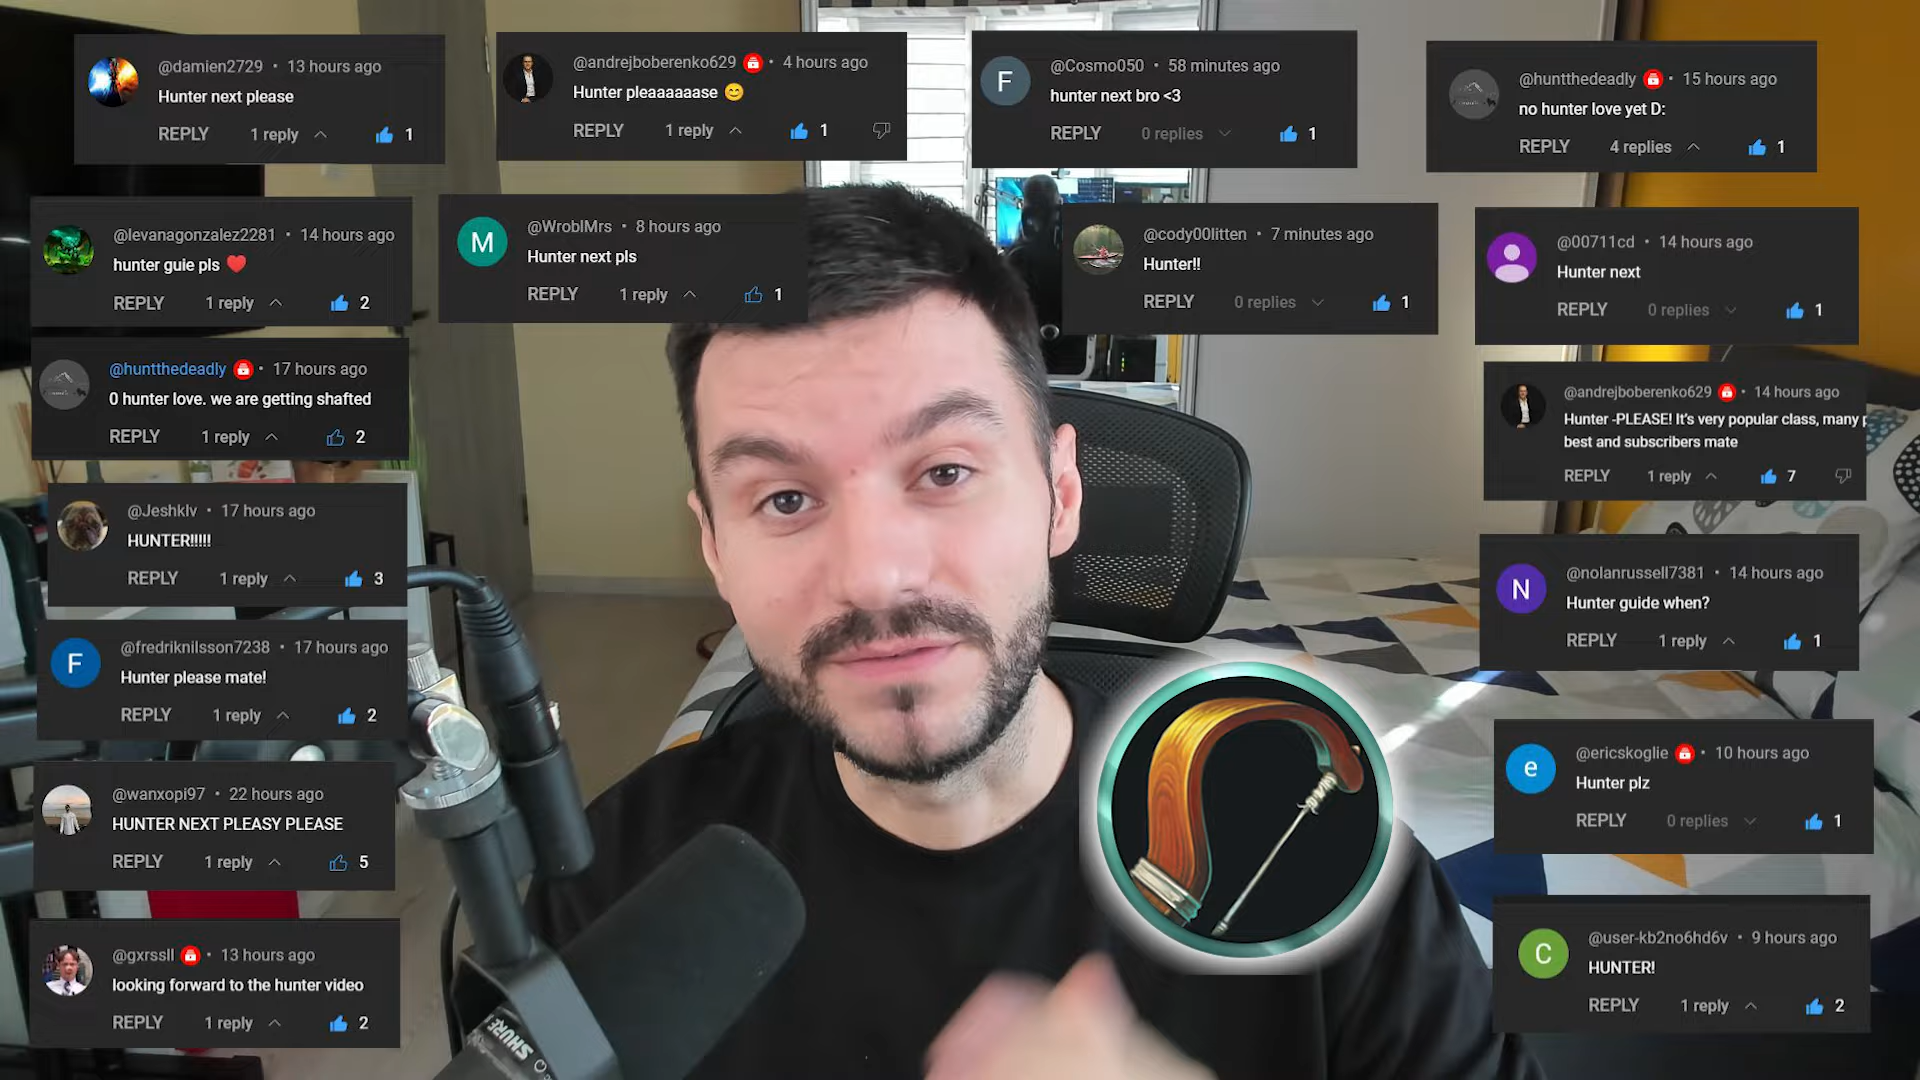 @damien2729 • 13 hours ago
Hunter next please
REPLY 1 reply 1
@andrejboberenko629 • 4 hours ago
Hunter pleaaaaaase 😊
REPLY 1 reply 1
F
@Cosmo050 • 58 minutes ago
hunter next bro <3
REPLY 0 replies 1
@huntthedeadly • 15 hours ago
no hunter love yet D:
REPLY 4 replies 1
@levanagonzalez2281 • 14 hours ago
hunter guie pls ❤️
REPLY 1 reply 2
M
@WroblMrs • 8 hours ago
Hunter next pls
REPLY 1 reply 1
@cody00litten • 7 minutes ago
Hunter!!
REPLY 0 replies 1
@00711cd • 14 hours ago
Hunter next
REPLY 0 replies 1
@huntthedeadly • 17 hours ago
0 hunter love. we are getting shafted
REPLY 1 reply 2
@andrejboberenko629 • 14 hours ago
Hunter -PLEASE! It's very popular class, many
best and subscribers mate
REPLY 1 reply 7
@Jeshklv • 17 hours ago
HUNTER!!!!!
REPLY 1 reply 3
N
@nolanrussell7381 • 14 hours ago
Hunter guide when?
REPLY 1 reply 1
F
@fredriknilsson7238 • 17 hours ago
Hunter please mate!
REPLY 1 reply 2
e
@ericskoglie • 10 hours ago
Hunter plz
REPLY 0 replies 1
@wanxopi97 • 22 hours ago
HUNTER NEXT PLEASY PLEASE
REPLY 1 reply 5
C
@user-kb2no6hd6v • 9 hours ago
HUNTER!
REPLY 1 reply 2
@gxrssll • 13 hours ago
looking forward to the hunter video
REPLY 1 reply 2
SHURE